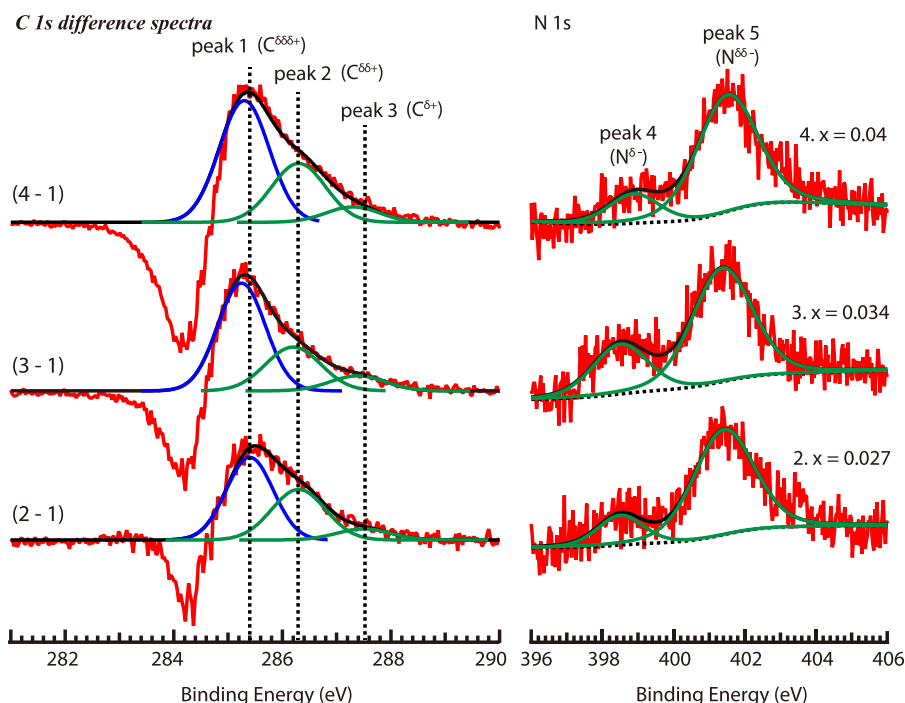 C 1s difference spectra
peak 1 (Cδδδ+)
peak 2 (Cδδ+)
peak 3 (Cδ+)
(4 - 1)
(3 - 1)
(2 - 1)
282 284 286 288 290
Binding Energy (eV)
N 1s
peak 5
(Nδδ-)
peak 4
(Nδ-)
4. x = 0.04
3. x = 0.034
2. x = 0.027
396 398 400 402 404 406
Binding Energy (eV)